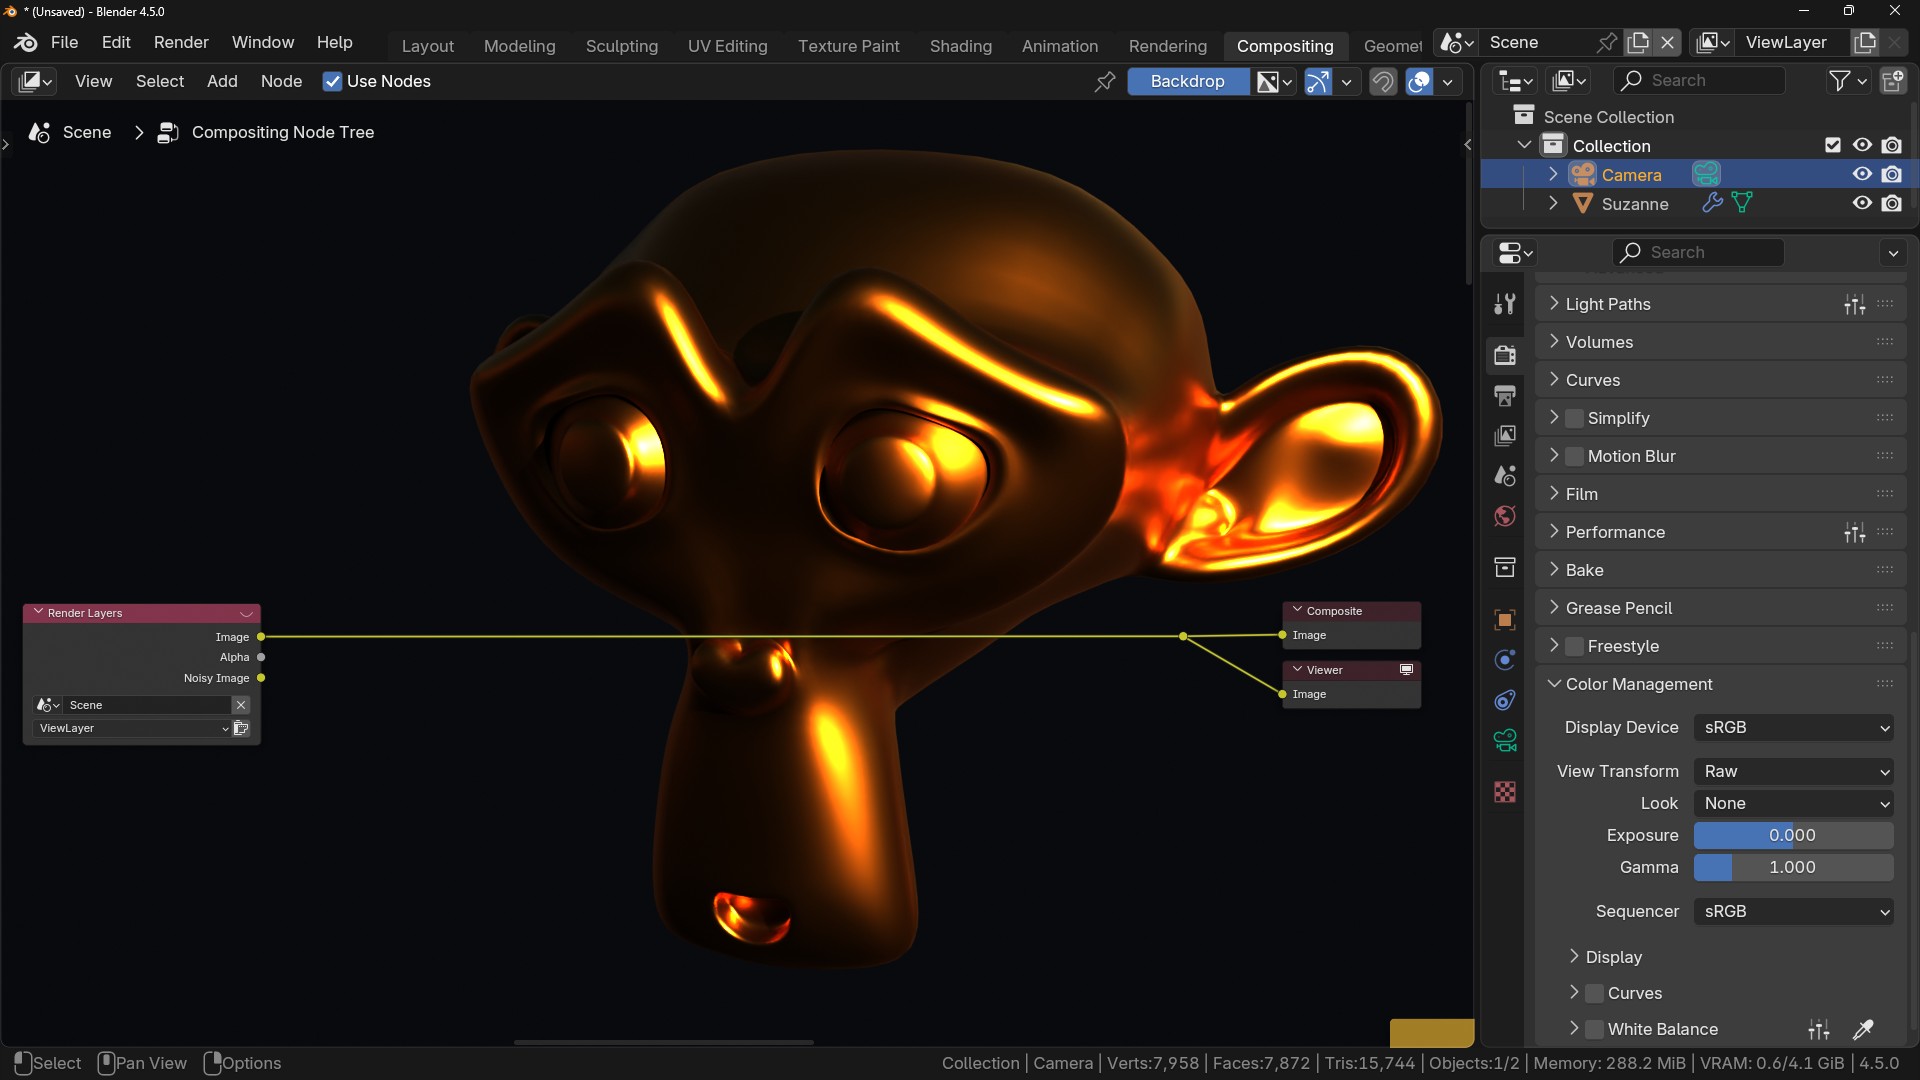 * (Unsaved) - Blender 4.5.0
File Edit Render Window Help
Layout Modeling Sculpting UV Editing Texture Paint Shading Animation Rendering Compositing Geomet
Scene
ViewLayer
View Select Add Node Use Nodes
Backdrop
Search
Scene > Compositing Node Tree
Scene Collection
Collection
Camera
Suzanne
Search
Light Paths
Volumes
Curves
Simplify
Motion Blur
Film
Performance
Bake
Grease Pencil
Freestyle
Color Management
Display Device sRGB
View Transform Raw
Look None
Exposure 0.000
Gamma 1.000
Sequencer sRGB
Display
Curves
White Balance
Render Layers
Image
Alpha
Noisy Image
Scene
ViewLayer
Composite
Image
Viewer
Image
Select Pan View Options
Collection | Camera | Verts:7,958 | Faces:7,872 | Tris:15,744 | Objects:1/2 | Memory: 288.2 MiB | VRAM: 0.6/4.1 GiB | 4.5.0